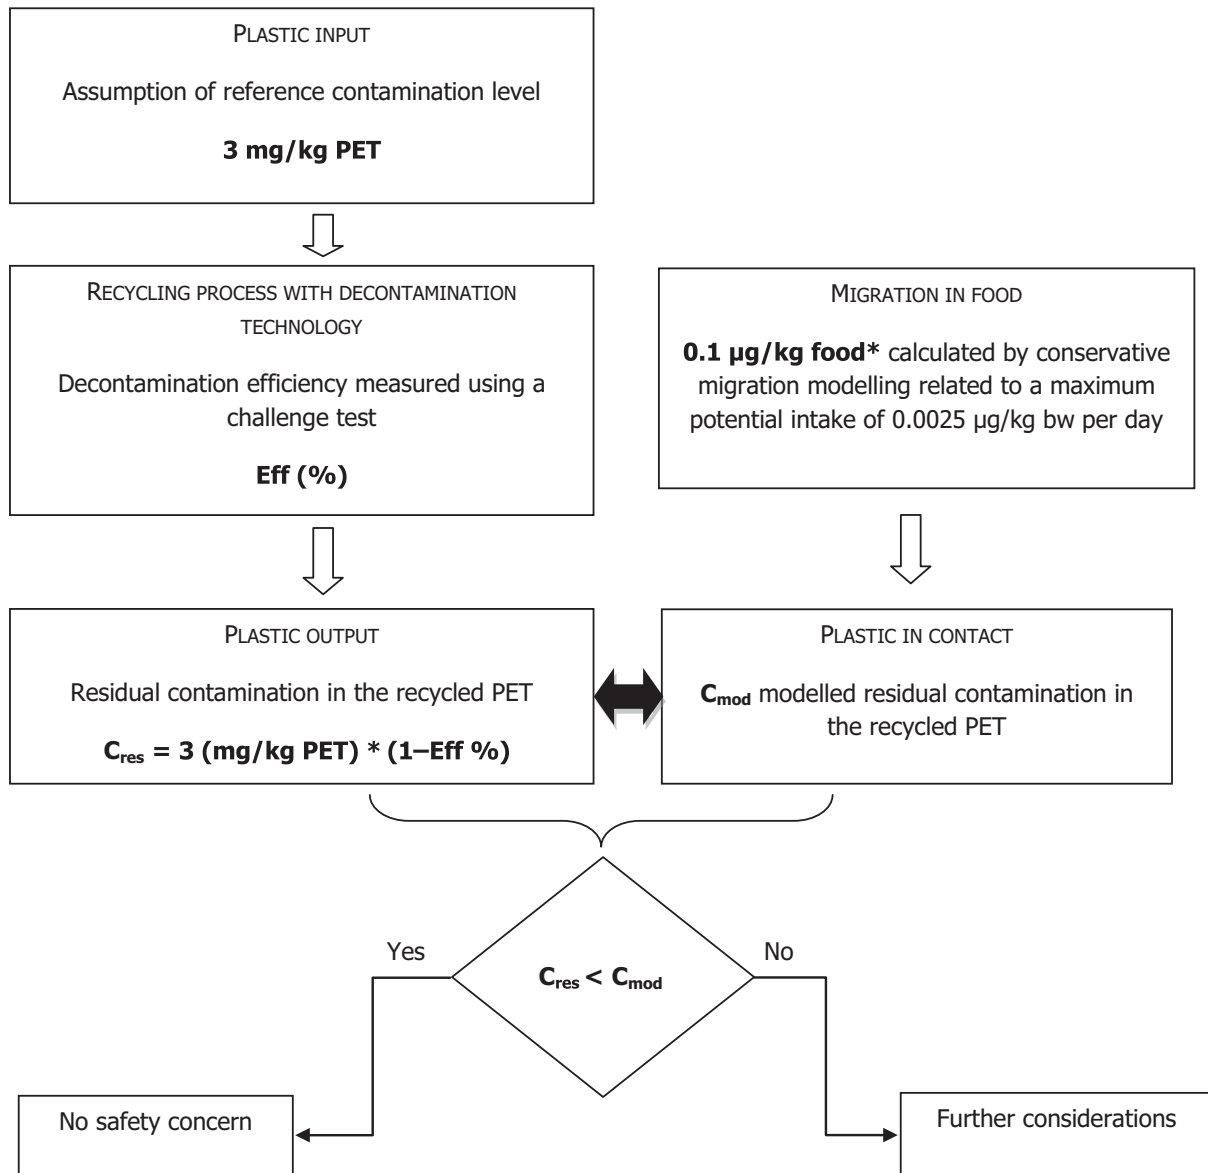 PLASTIC INPUT
Assumption of reference contamination level
3 mg/kg PET
RECYCLING PROCESS WITH DECONTAMINATION
TECHNOLOGY
Decontamination efficiency measured using a
challenge test
Eff (%)
MIGRATION IN FOOD
0.1 µg/kg food* calculated by conservative
migration modelling related to a maximum
potential intake of 0.0025 µg/kg bw per day
PLASTIC OUTPUT
Residual contamination in the recycled PET
Cres = 3 (mg/kg PET) * (1–Eff %)
PLASTIC IN CONTACT
Cmod modelled residual contamination in
the recycled PET
Yes
No
Cres < Cmod
No safety concern
Further considerations